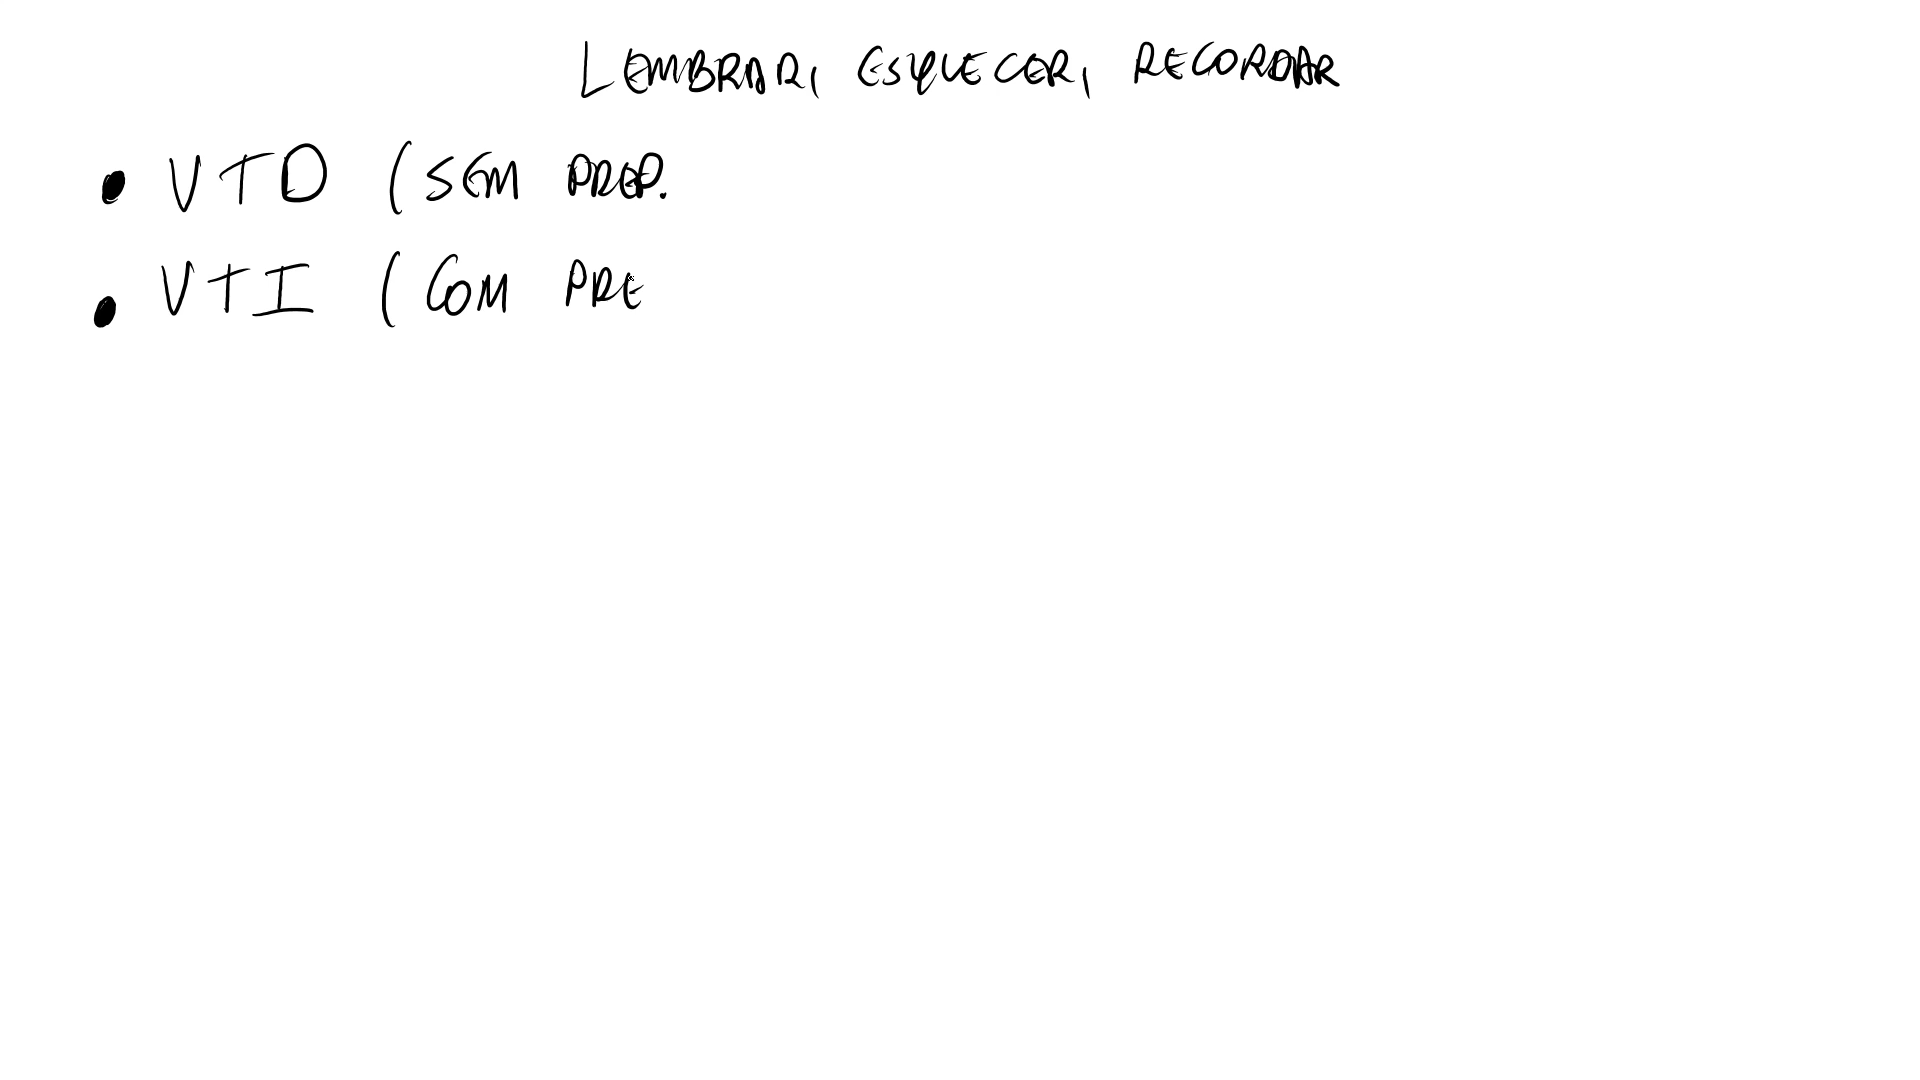 LEMBRAR, ESQUECER, RECORDAR
• VTD (SEM PREP.
• VTI (COM PRE